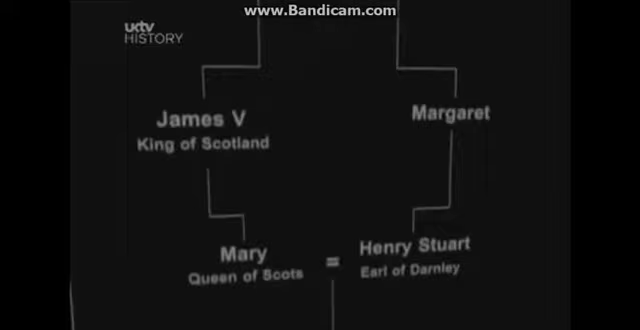 www.Bandicam.com
uktv
HISTORY
James V
King of Scotland
Margaret
Mary
Queen of Scots
=
Henry Stuart
Earl of Darnley